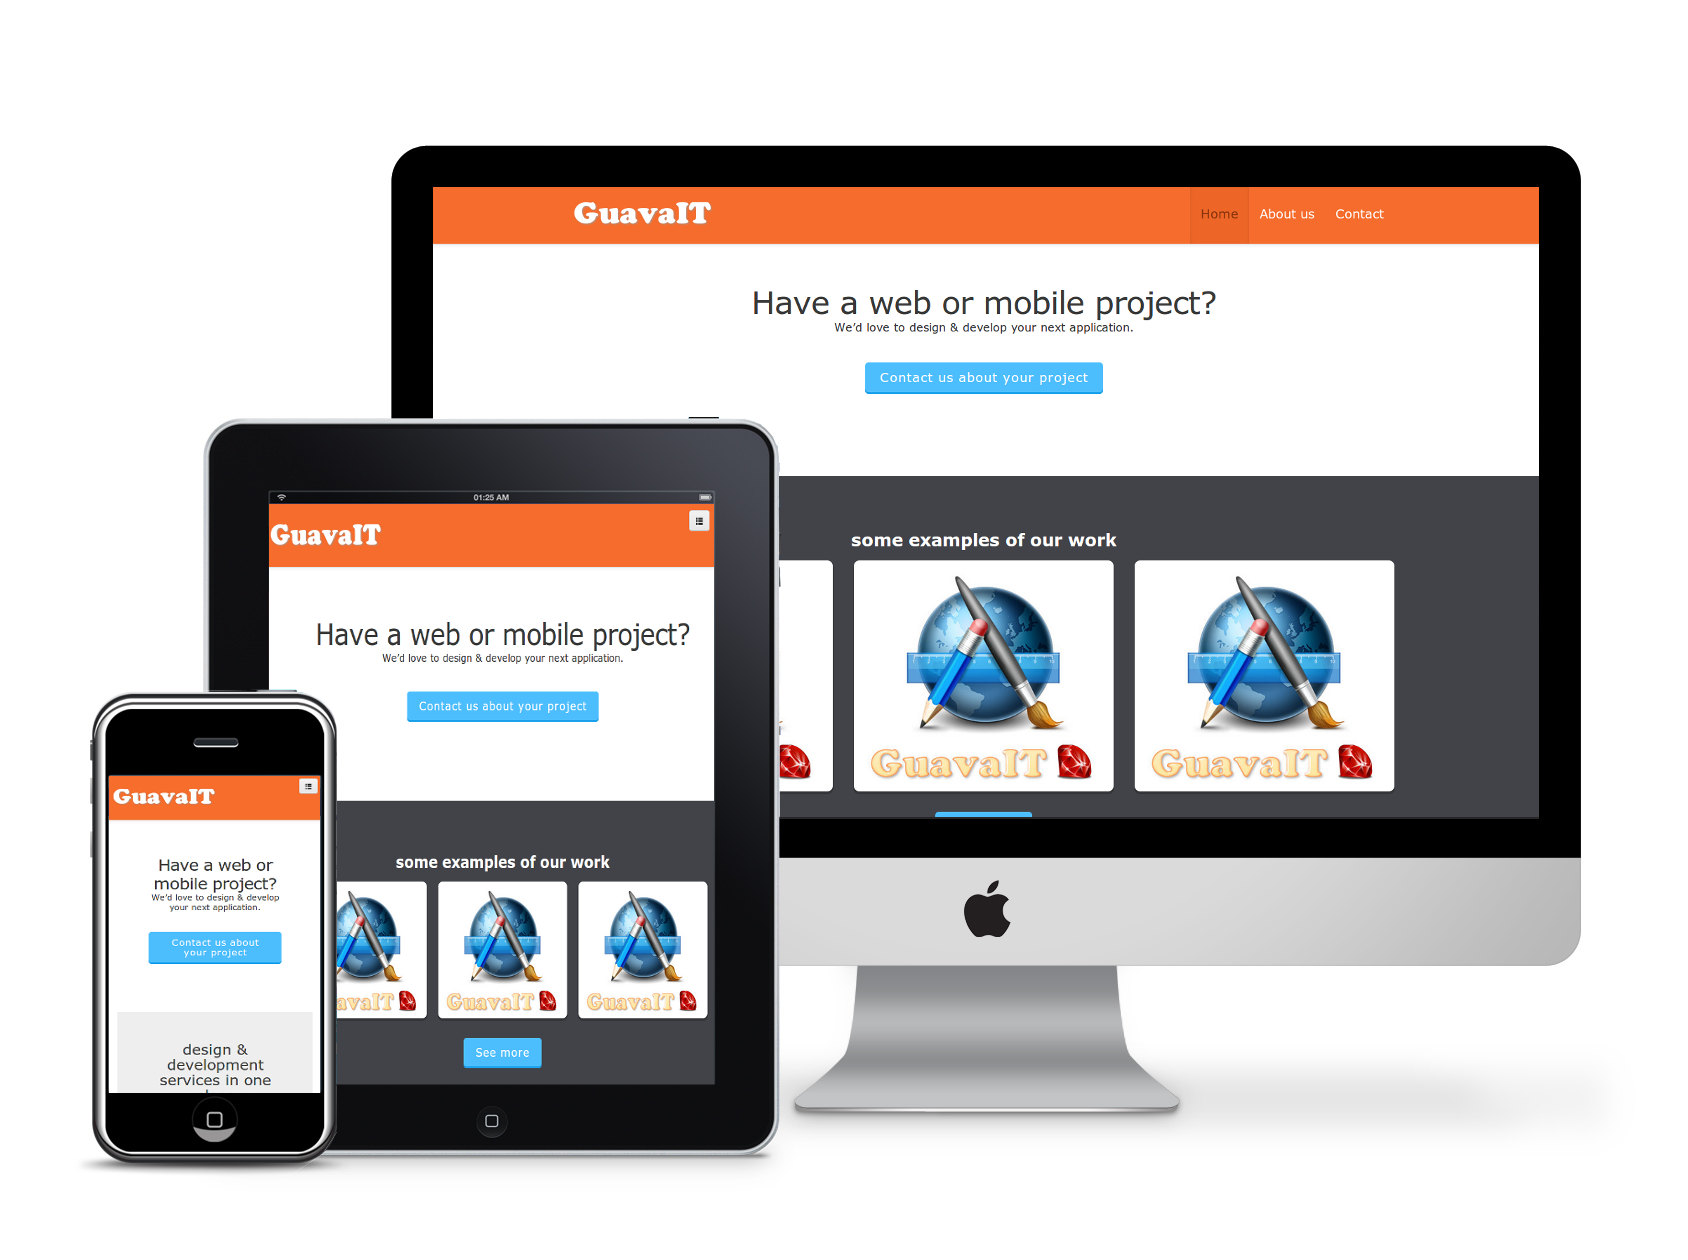 GuavaIT
Home About us Contact
Have a web or mobile project?
We'd love to design & develop your next application.
Contact us about your project
some examples of our work
GuavaIT
GuavaIT
01:25 AM
GuavaIT
Have a web or mobile project?
We'd love to design & develop your next application.
Contact us about your project
some examples of our work
avaIT
GuavaIT
GuavaIT
See more
GuavaIT
Have a web or
mobile project?
We'd love to design & develop
your next application.
Contact us about
your project
design &
development
services in one